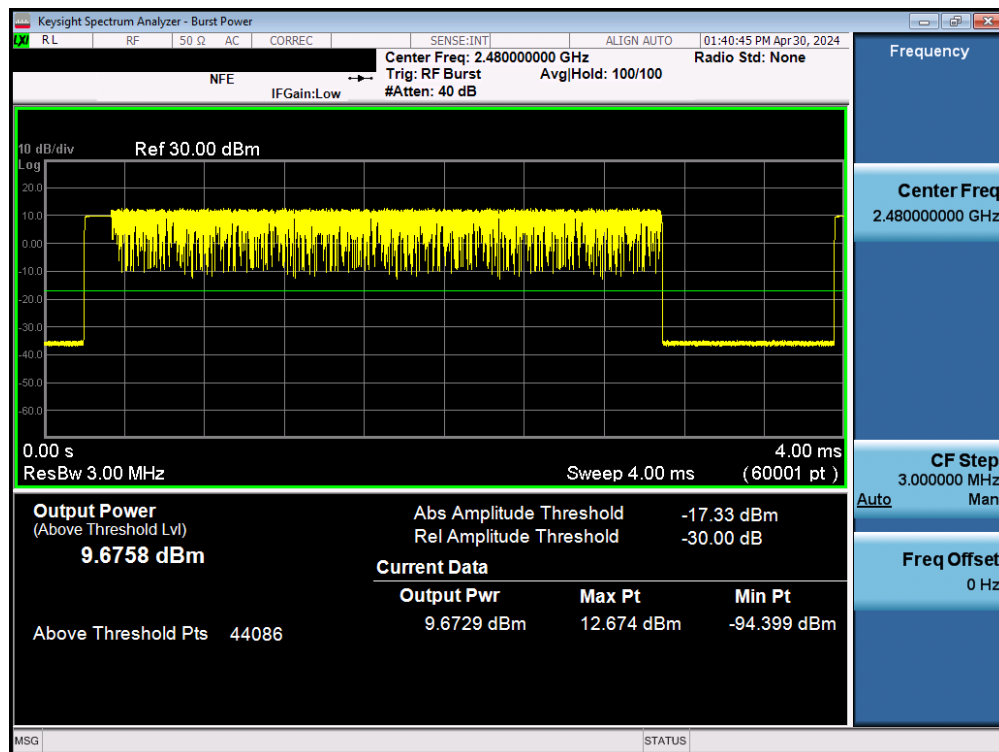 Keysight Spectrum Analyzer - Burst Power
LXI RL RF 50 Ω AC CORREC SENSE:INT ALIGN AUTO 01:40:45 PM Apr 30, 2024
NFE
IFGain:Low
Center Freq: 2.480000000 GHz
Trig: RF Burst Avg|Hold: 100/100
#Atten: 40 dB
Radio Std: None
10 dB/div Ref 30.00 dBm
Log
20.0
10.0
0.00
-10.0
-20.0
-30.0
-40.0
-50.0
-60.0
0.00 s 4.00 ms
ResBw 3.00 MHz Sweep 4.00 ms (60001 pt)
Output Power
(Above Threshold Lvl)
9.6758 dBm
Above Threshold Pts 44086
Abs Amplitude Threshold -17.33 dBm
Rel Amplitude Threshold -30.00 dB
Current Data
Output Pwr Max Pt Min Pt
9.6729 dBm 12.674 dBm -94.399 dBm
Frequency
Center Freq
2.480000000 GHz
CF Step
3.000000 MHz
Auto Man
Freq Offset
0 Hz
MSG STATUS